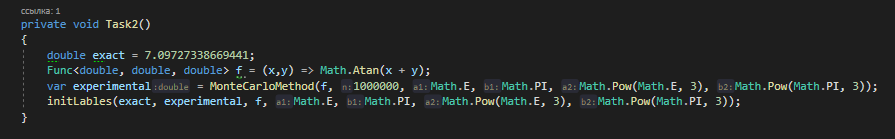 ссылка: 1
private void Task2()
{
double exact = 7.09727338669441;
Func<double, double, double> f = (x,y) => Math.Atan(x + y);
var experimental:double = MonteCarloMethod(f, n:1000000, a1:Math.E, b1:Math.PI, a2:Math.Pow(Math.E, 3), b2:Math.Pow(Math.PI, 3));
initLables(exact, experimental, f, a1:Math.E, b1:Math.PI, a2:Math.Pow(Math.E, 3), b2:Math.Pow(Math.PI, 3));
}